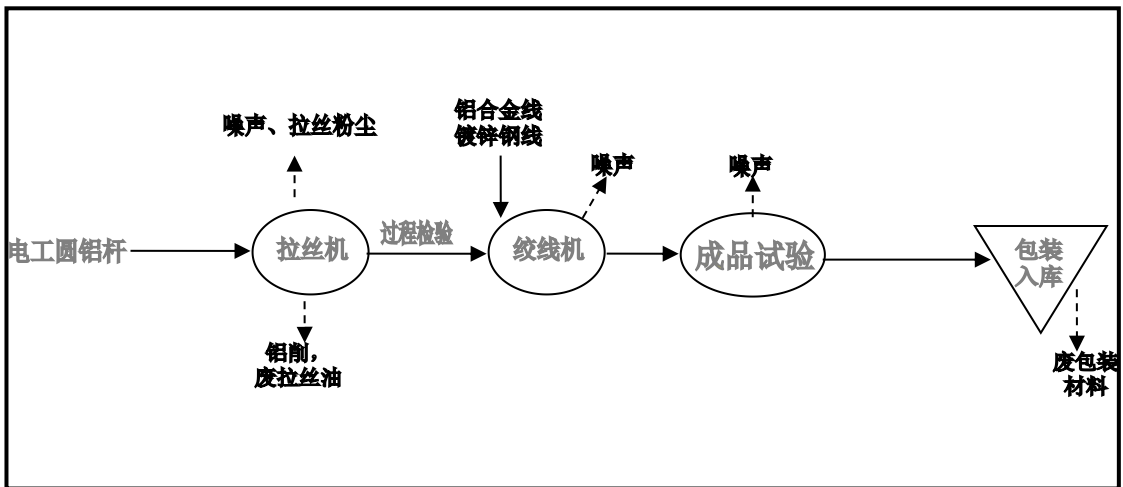 噪声、拉丝粉尘
铝合金线
镀锌钢线
噪声
噪声
电工圆铝杆
拉丝机
过程检验
绞线机
成品试验
包装
入库
铝削，
废拉丝油
废包装
材料